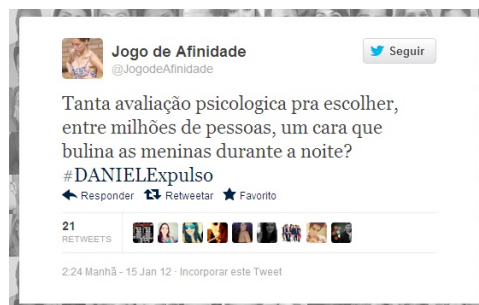 Jogo de Afinidade
@JogodeAfinidade
Seguir
Tanta avaliação psicologica pra escolher,
entre milhões de pessoas, um cara que
bulina as meninas durante a noite?
#DANIELExpulso
Responder Retweetar Favorito
21
RETWEETS
2:24 Manhã - 15 Jan 12 · Incorporar este Tweet